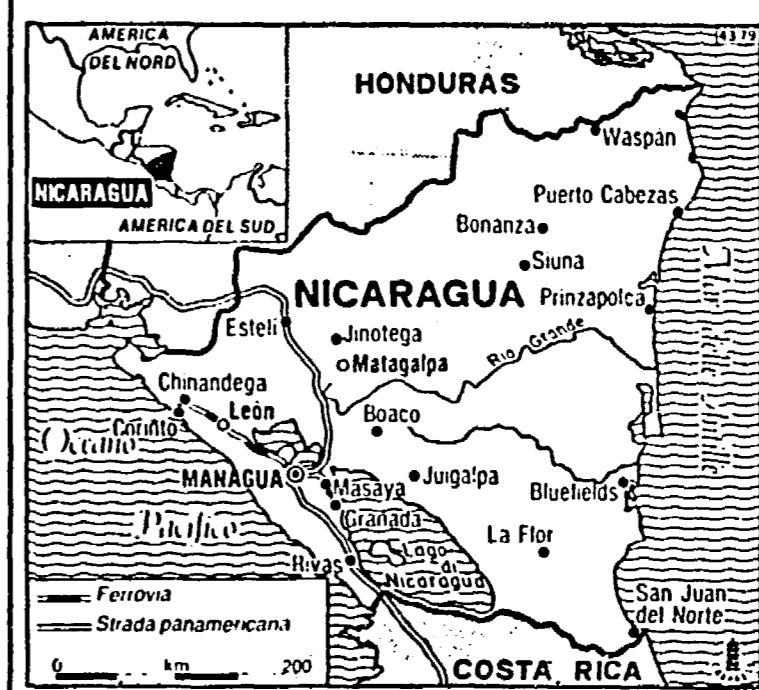 AMERICA
DEL NORD
NICARAGUA
AMERICA DEL SUD
4379
HONDURAS
Waspán
Puerto Cabezas
Bonanza
Siuna
NICARAGUA
Prinzapolca
Estelí
Jinotega
Matagalpa
Rio Grande
Chinandega
Corinto
León
Boaco
Oceano
Pacifico
MANAGUA
Masaya
Juigalpa
Granada
Bluefields
La Flor
Rivas
Lago
di
Nicaragua
San Juan
del Norte
Ferrovia
Strada panamericana
0 km 200
COSTA RICA